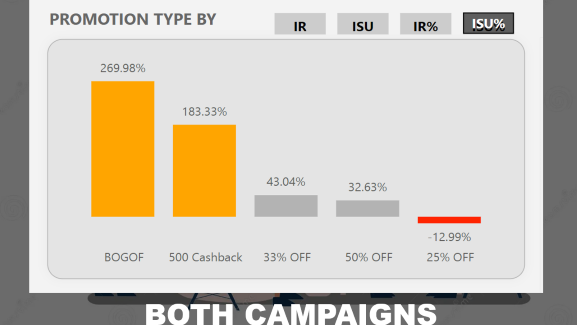 PROMOTION TYPE BY IR ISU IR% ISU%
269.98%
183.33%
43.04%
32.63%
-12.99%
BOGOF 500 Cashback 33% OFF 50% OFF 25% OFF
BOTH CAMPAIGNS